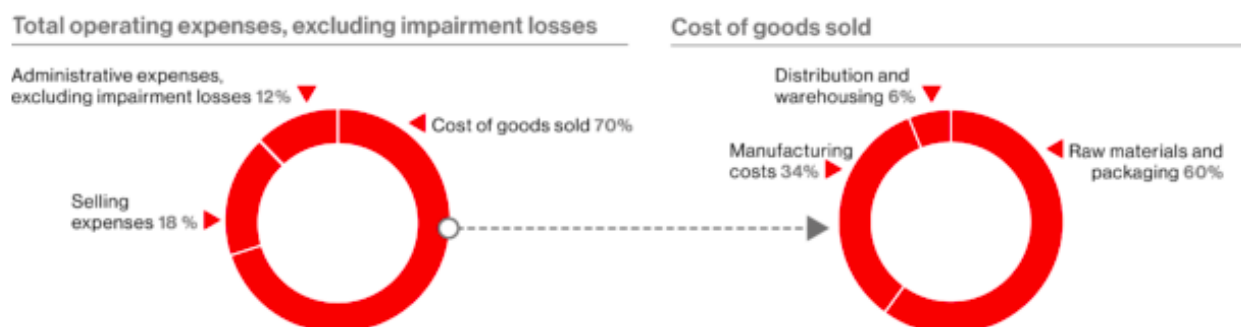 Total operating expenses, excluding impairment losses
Administrative expenses,
excluding impairment losses 12%
Cost of goods sold 70%
Selling
expenses 18 %
Cost of goods sold
Distribution and
warehousing 6%
Manufacturing
costs 34%
Raw materials and
packaging 60%